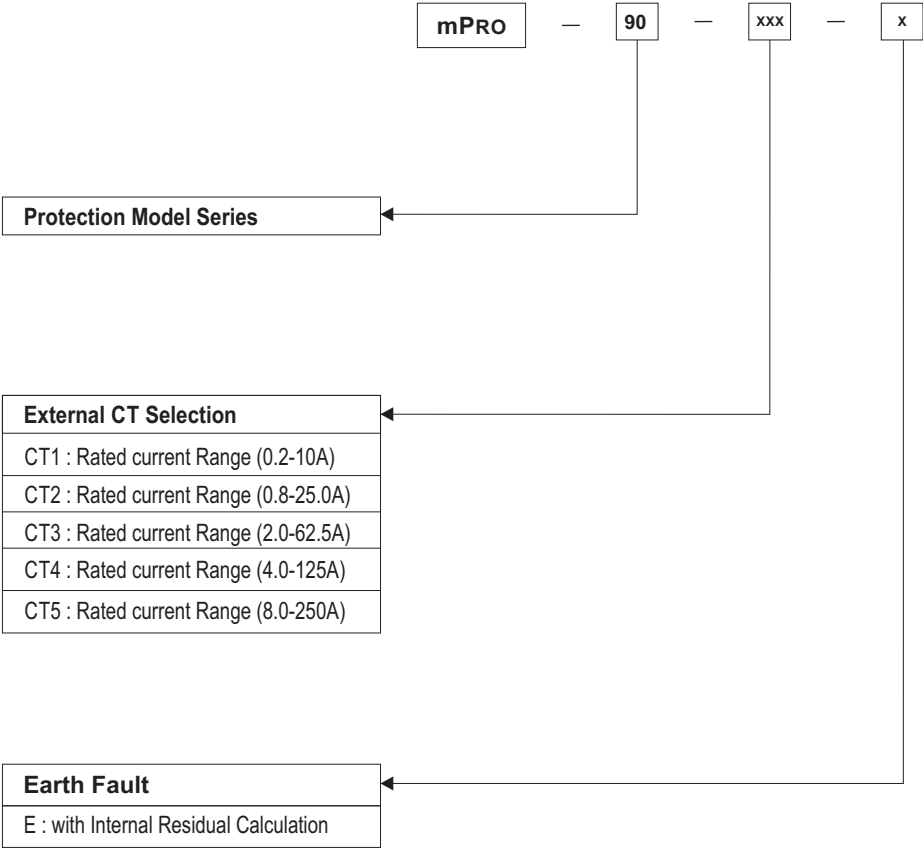 mPRO — 90 — xxx — x
Protection Model Series
External CT Selection
CT1 : Rated current Range (0.2-10A)
CT2 : Rated current Range (0.8-25.0A)
CT3 : Rated current Range (2.0-62.5A)
CT4 : Rated current Range (4.0-125A)
CT5 : Rated current Range (8.0-250A)
Earth Fault
E : with Internal Residual Calculation